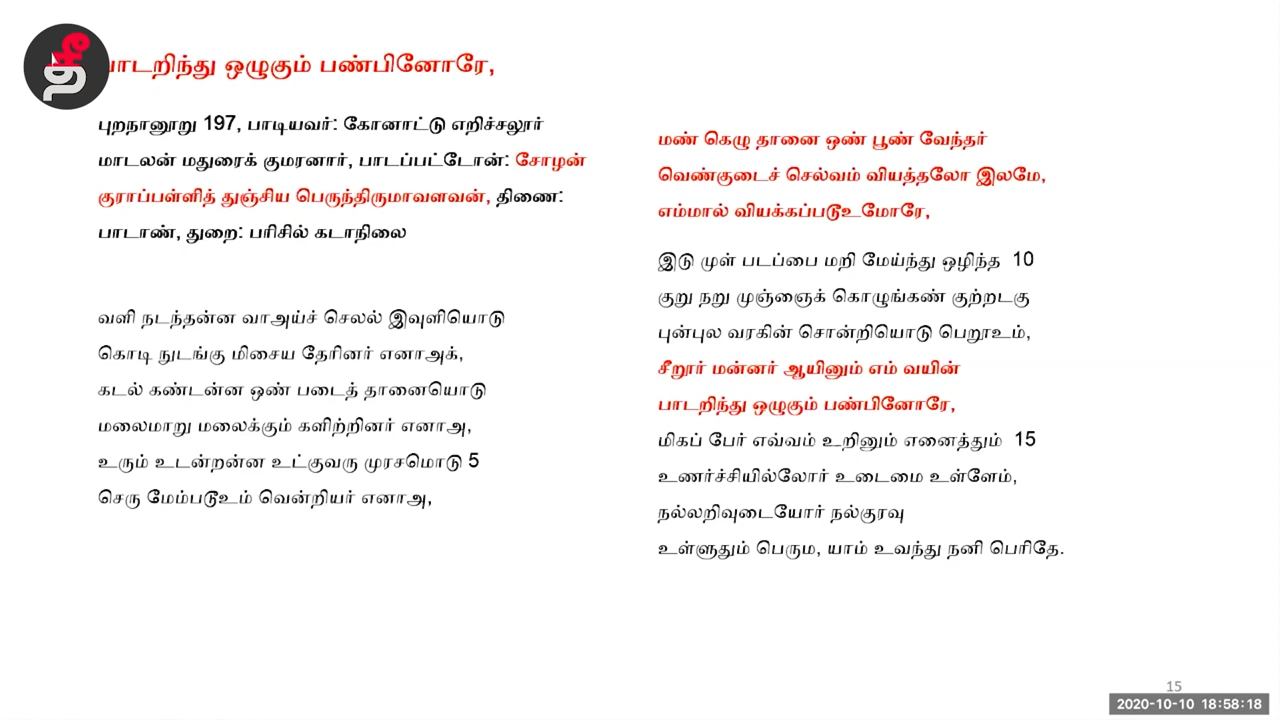 பாடறிந்து ஒழுகும் பண்பினோரே,
புறநானூறு 197, பாடியவர்: கோனாட்டு எறிச்சலூர்
மாடலன் மதுரைக் குமரனார், பாடப்பட்டோன்: சோழன்
குராப்பள்ளித் துஞ்சிய பெருந்திருமாவளவன், திணை:
பாடாண், துறை: பரிசில் கடாநிலை
வளி நடந்தன்ன வாஅய்ச் செலல் இவுளியொடு
கொடி நுடங்கு மிசைய தேரினர் எனாஅக்,
கடல் கண்டன்ன ஒண் படைத் தானையொடு
மலைமாறு மலைக்கும் களிற்றினர் எனாஅ,
உரும் உடன்றன்ன உட்குவரு முரசமொடு 5
செரு மேம்படூஉம் வென்றியர் எனாஅ,
மண் கெழு தானை ஒண் பூண் வேந்தர்
வெண்குடைச் செல்வம் வியத்தலோ இலமே,
எம்மால் வியக்கப்படூஉமோரே,
இடு முள் படப்பை மறி மேய்ந்து ஒழிந்த 10
குறு நறு முஞ்ஞைக் கொழுங்கண் குற்றடகு
புன்புல வரகின் சொன்றியொடு பெறூஉம்,
சீறூர் மன்னர் ஆயினும் எம் வயின்
பாடறிந்து ஒழுகும் பண்பினோரே,
மிகப் பேர் எவ்வம் உறினும் எனைத்தும் 15
உணர்ச்சியில்லோர் உடைமை உள்ளேம்,
நல்லறிவுடையோர் நல்குரவு
உள்ளுதும் பெரும, யாம் உவந்து நனி பெரிதே.
15
2020-10-10 18:58:18